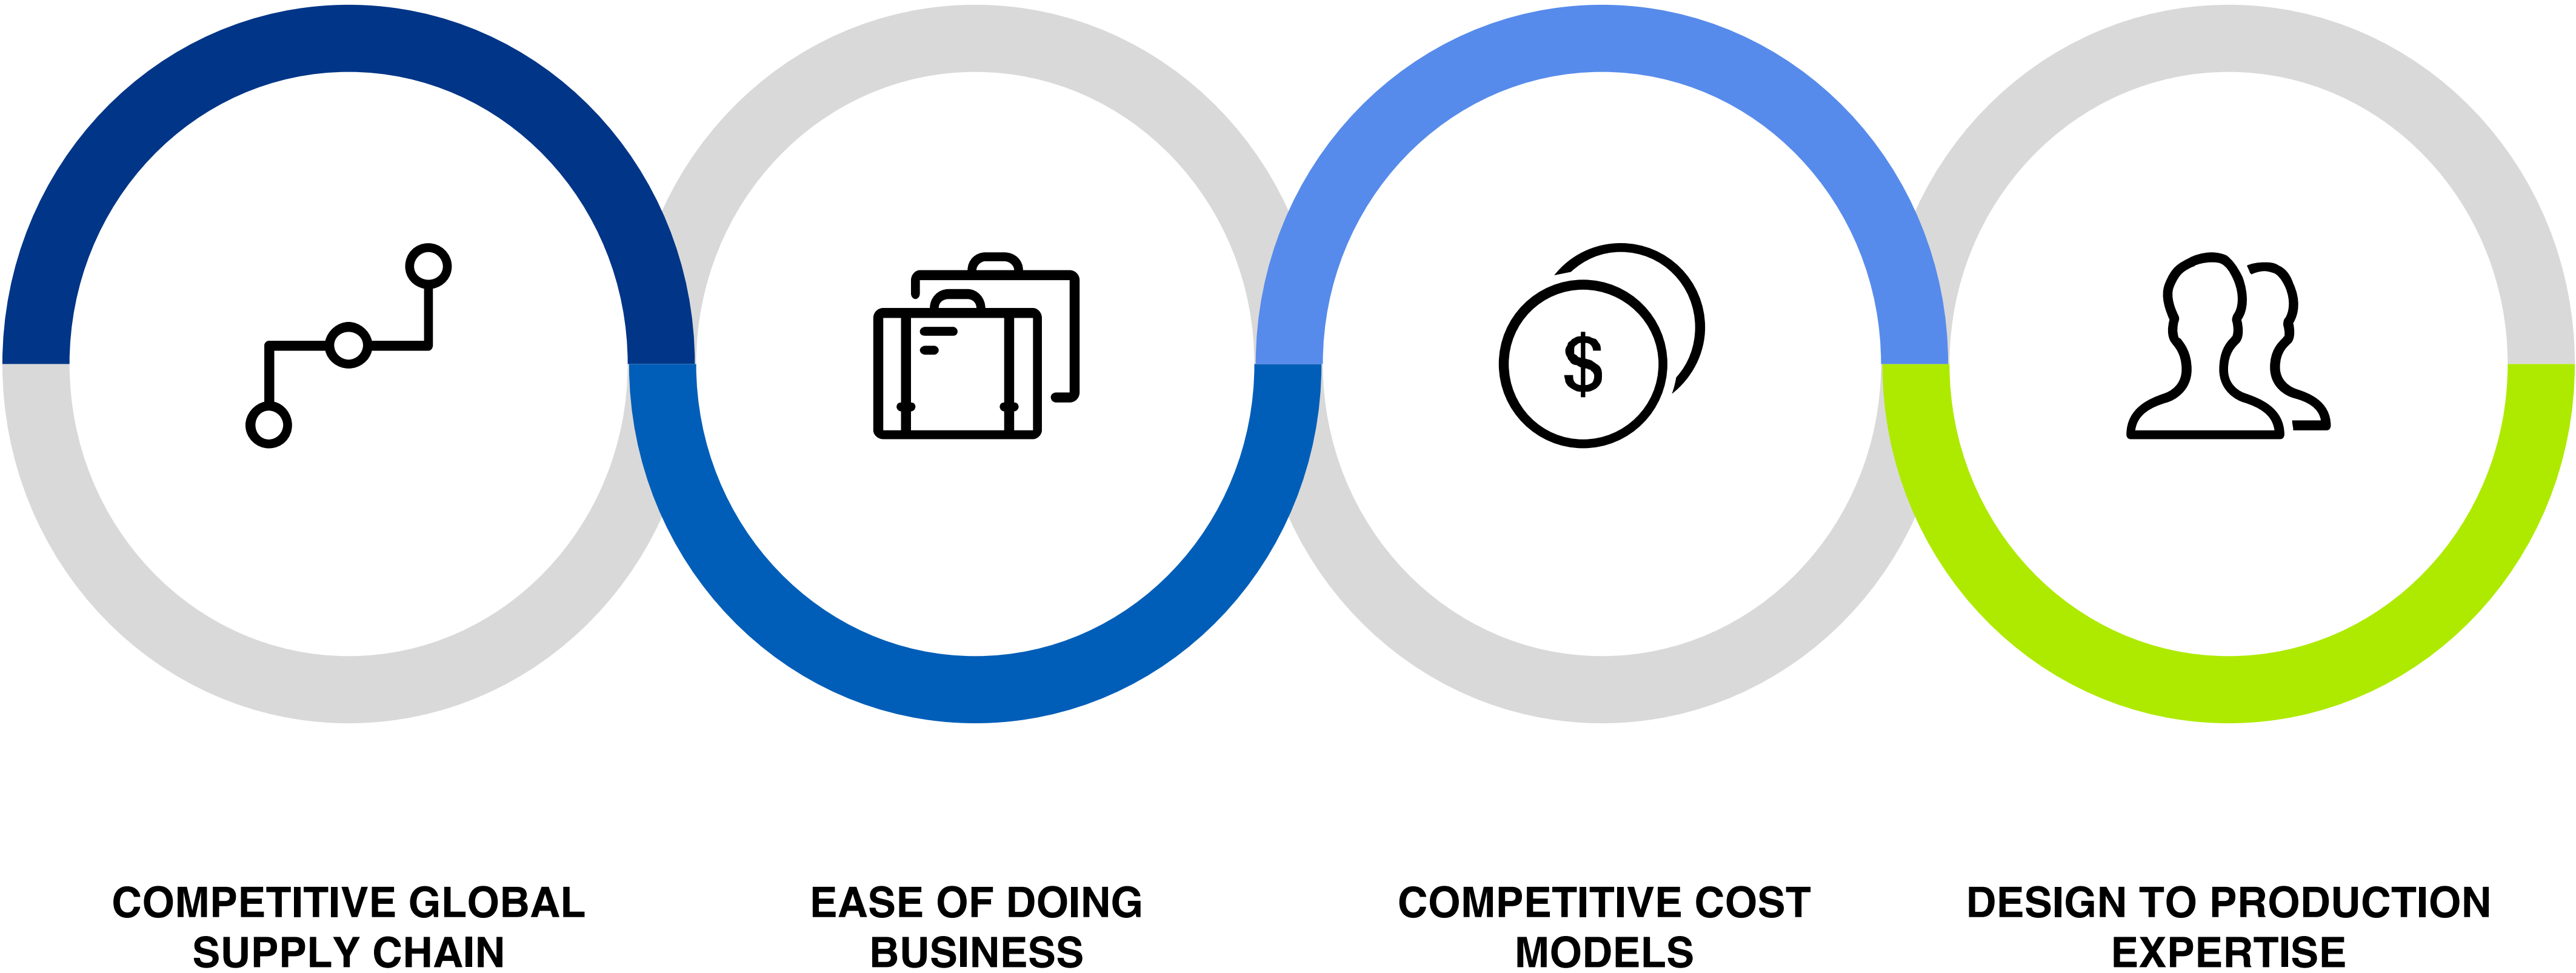 $
COMPETITIVE GLOBAL
SUPPLY CHAIN
EASE OF DOING
BUSINESS
COMPETITIVE COST
MODELS
DESIGN TO PRODUCTION
EXPERTISE